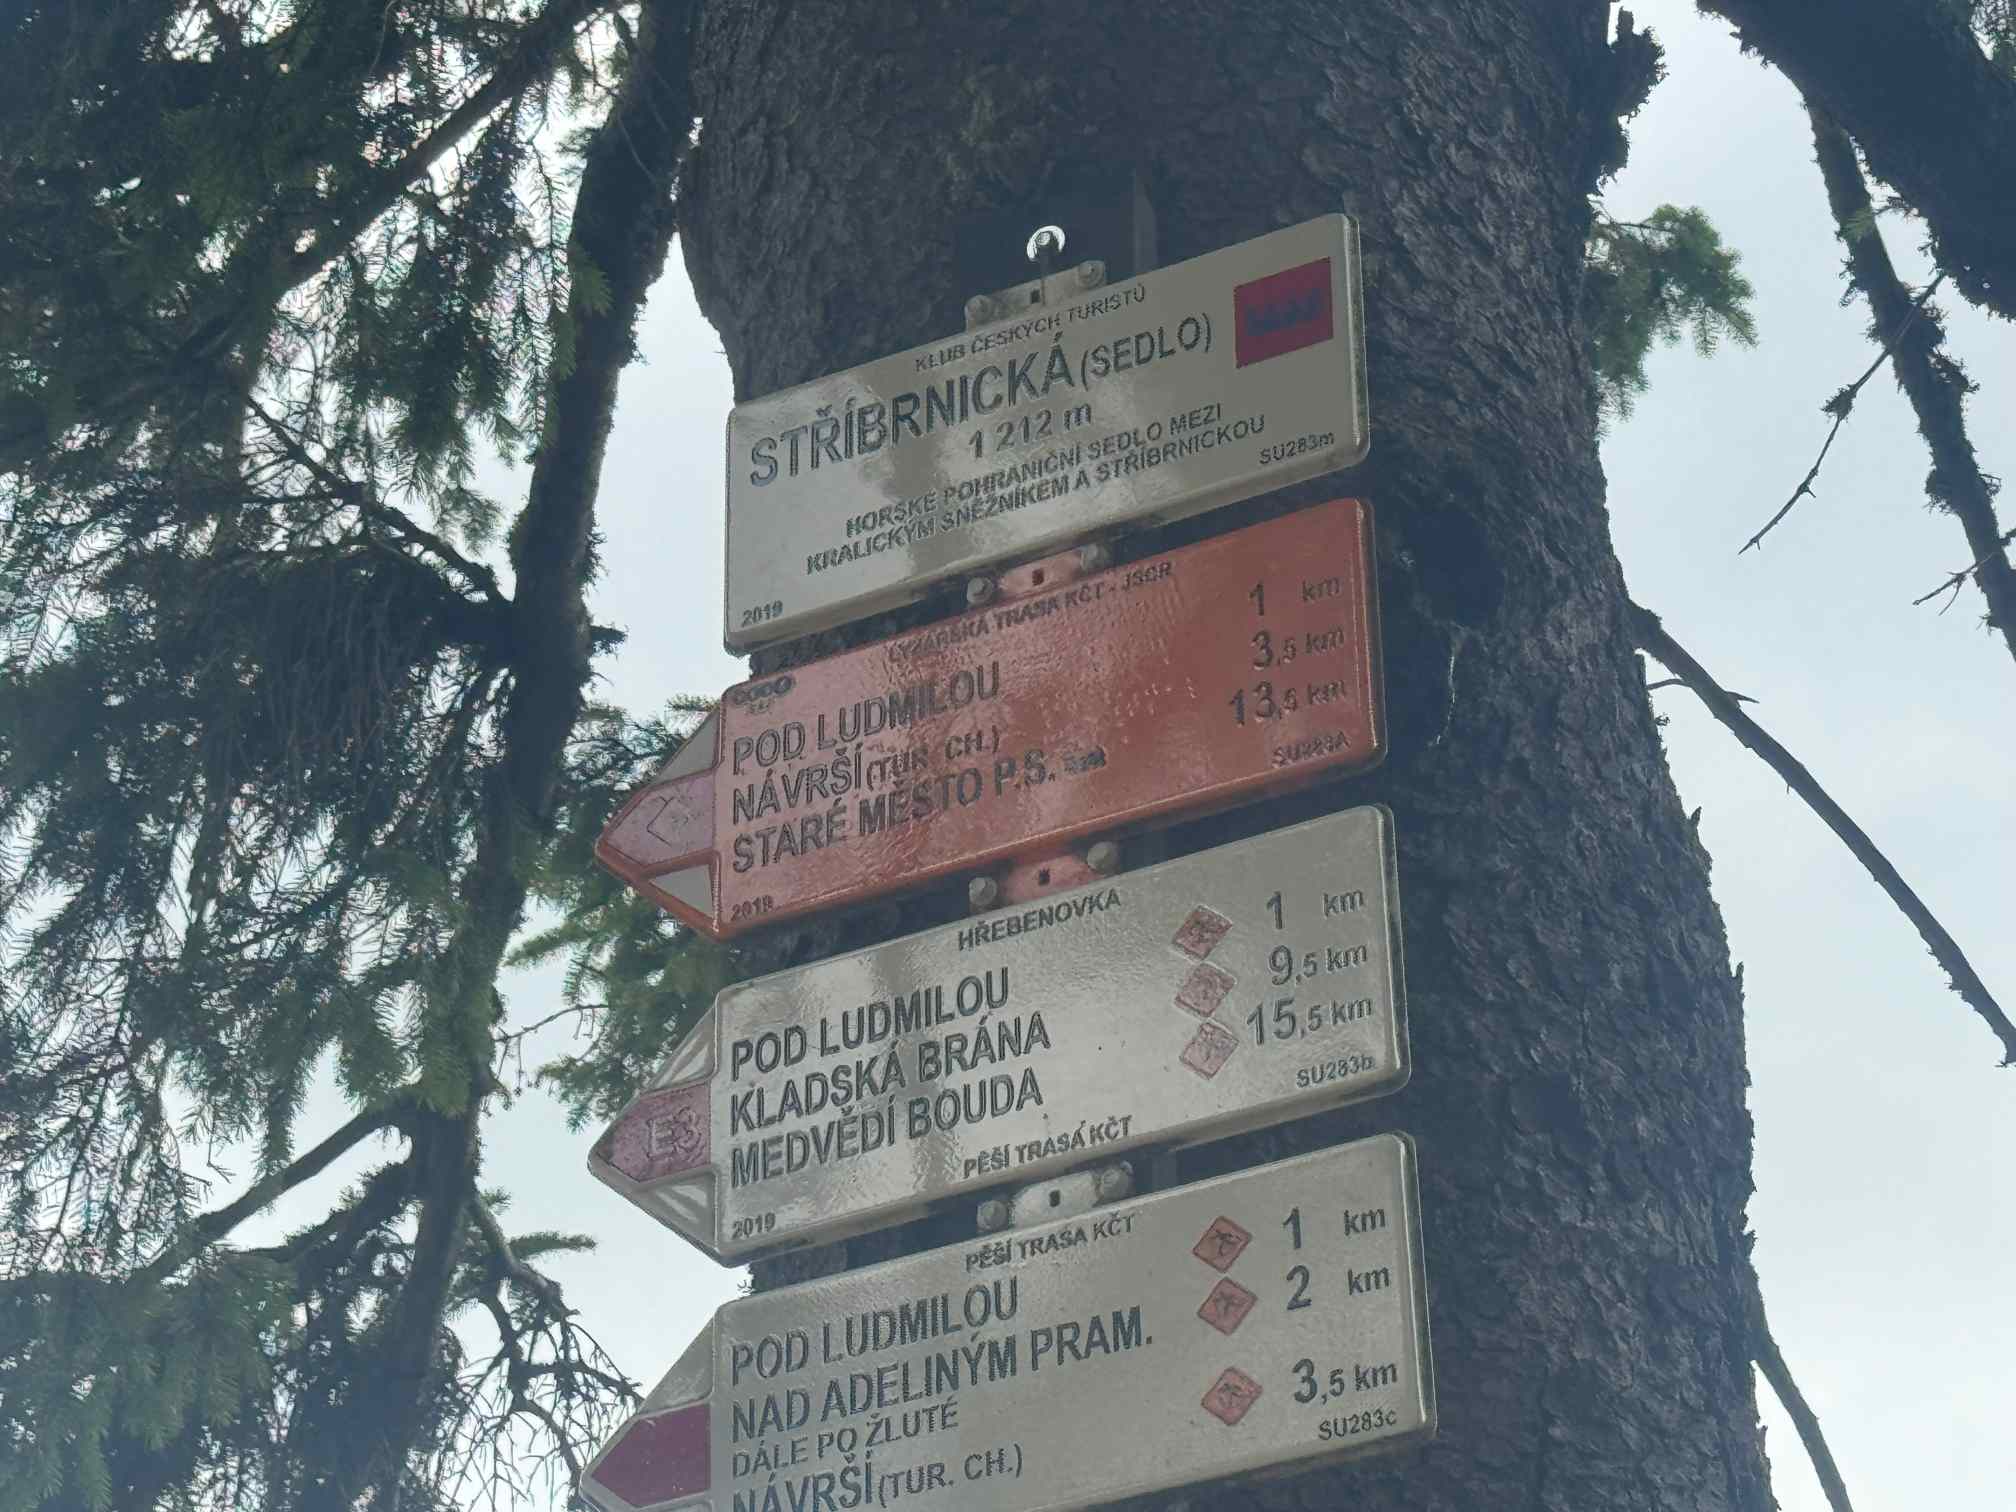 KLUB ČESKÝCH TURISTŮ
STŘÍBRNICKÁ (SEDLO)
1 212 m
HORSKÉ POHRANIČNÍ SEDLO MEZI
KRALICKÝM SNĚŽNÍKEM A STŘÍBRNICKOU
SU283m
2019
LYŽAŘSKÁ TRASA KČT - JSCR
POD LUDMILOU 1 km
NÁVRŠÍ (TUR. CH.) 3,5 km
STARÉ MĚSTO P.S. 13,5 km
SU283A
2019
HŘEBENOVKA
POD LUDMILOU 1 km
KLADSKÁ BRÁNA 9,5 km
MEDVĚDÍ BOUDA 15,5 km
E3
SU283b
PĚŠÍ TRASA KČT
2019
PĚŠÍ TRASA KČT
POD LUDMILOU 1 km
NAD ADELINÝM PRAM. 2 km
DÁLE PO ŽLUTÉ
NÁVRŠÍ (TUR. CH.) 3,5 km
SU283c